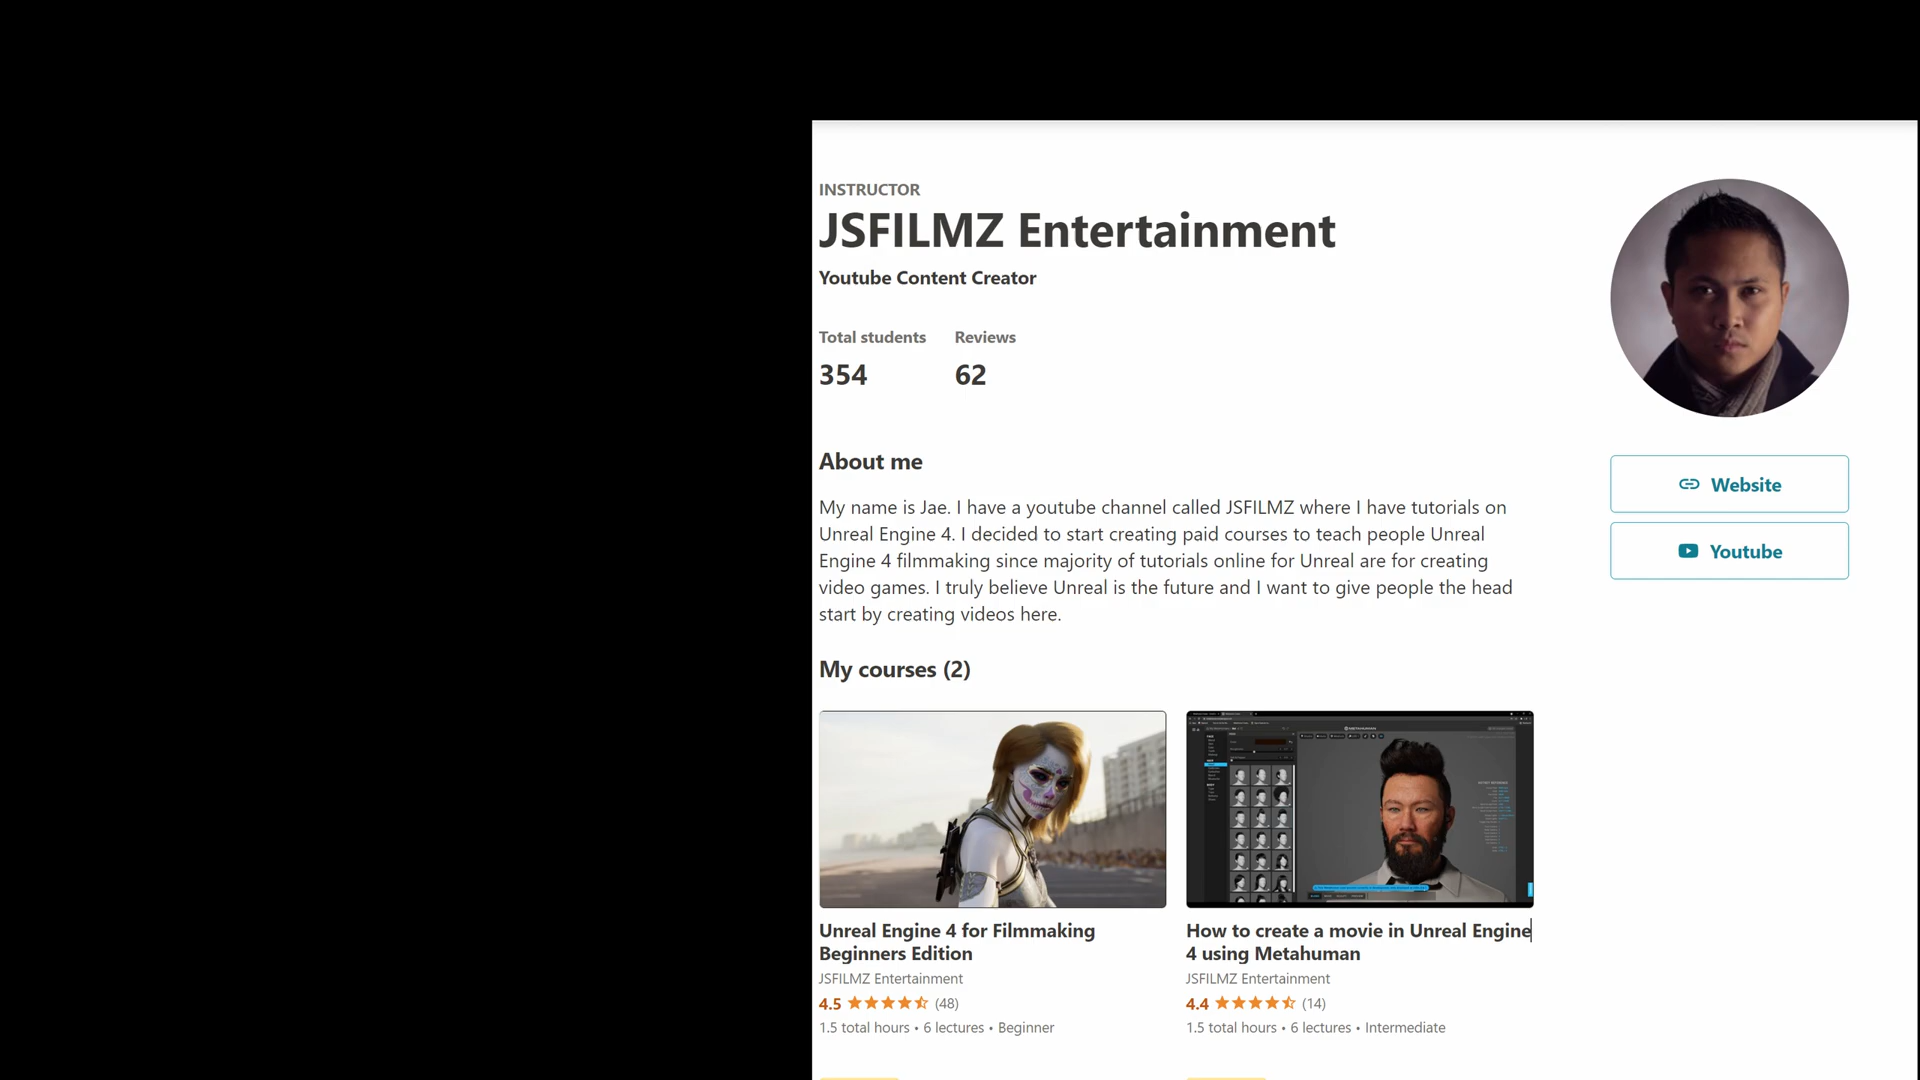 INSTRUCTOR
JSFILMZ Entertainment
Youtube Content Creator
Total students
Reviews
354
62
About me
My name is Jae. I have a youtube channel called JSFILMZ where I have tutorials on
Unreal Engine 4. I decided to start creating paid courses to teach people Unreal
Engine 4 filmmaking since majority of tutorials online for Unreal are for creating
video games. I truly believe Unreal is the future and I want to give people the head
start by creating videos here.
Website
Youtube
My courses (2)
Unreal Engine 4 for Filmmaking
Beginners Edition
JSFILMZ Entertainment
4.5 (48)
1.5 total hours • 6 lectures • Beginner
How to create a movie in Unreal Engine
4 using Metahuman
JSFILMZ Entertainment
4.4 (14)
1.5 total hours • 6 lectures • Intermediate